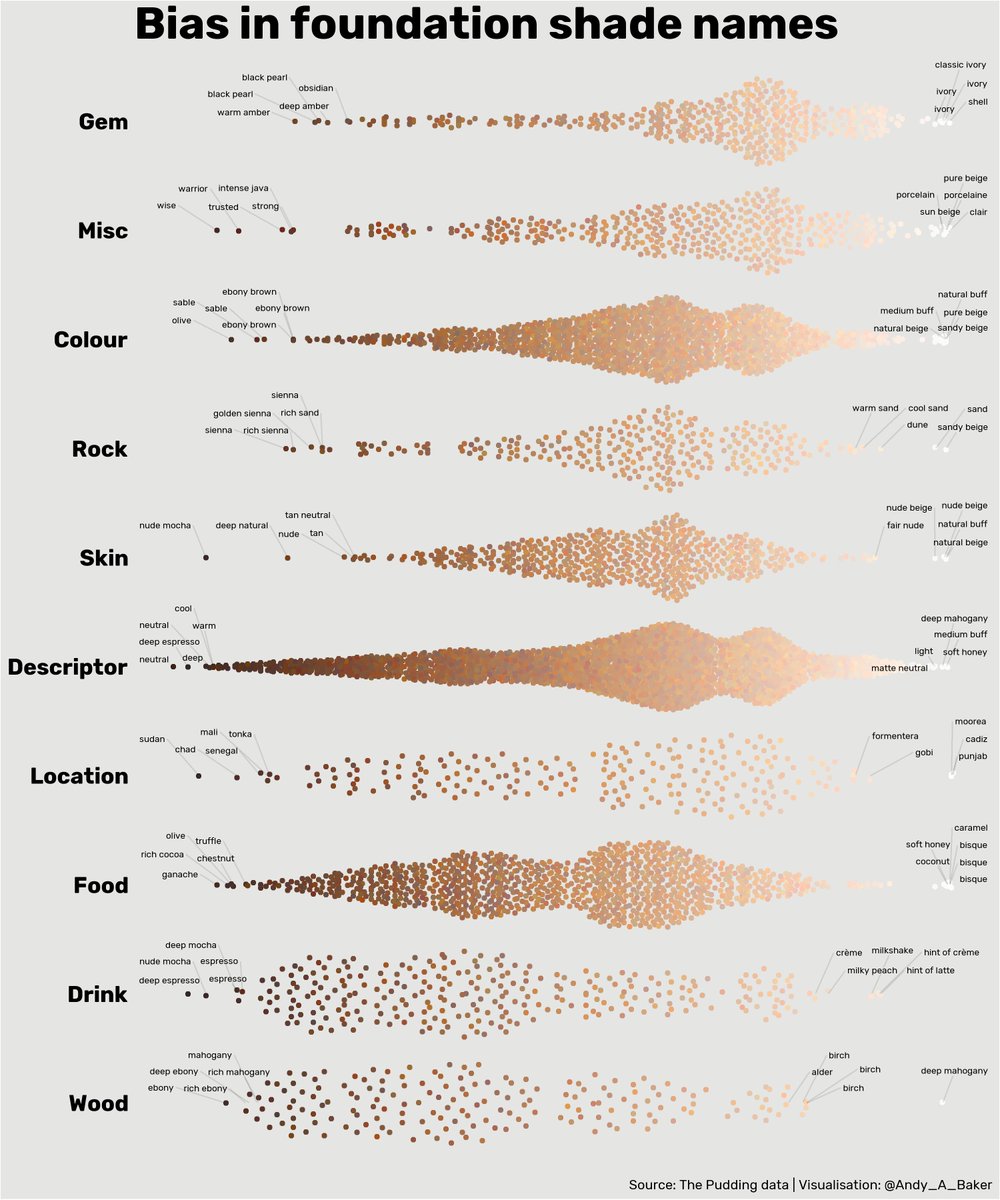 Bias in foundation shade names
classic ivory
black pearl
ivory
obsidian
black pearl
ivory
deep amber
shell
warm amber
ivory
Gem
pure beige
warrior
intense java
porcelain
porcelaine
wise
trusted
strong
sun beige
clair
Misc
ebony brown
natural buff
sable
sable
ebony brown
medium buff
pure beige
olive
ebony brown
natural beige
sandy beige
Colour
sienna
golden sienna
rich sand
warm sand
cool sand
sand
sienna
rich sienna
dune
sandy beige
Rock
nude beige
nude beige
tan neutral
nude mocha
deep natural
fair nude
natural buff
nude
tan
natural beige
Skin
cool
deep mahogany
neutral
warm
medium buff
deep espresso
light
soft honey
neutral
deep
matte neutral
Descriptor
moorea
mali
tonka
formentera
sudan
cadiz
chad
senegal
gobi
punjab
Location
caramel
olive
truffle
soft honey
bisque
rich cocoa
chestnut
coconut
bisque
ganache
bisque
Food
deep mocha
crème
milkshake
hint of crème
nude mocha
espresso
milky peach
hint of latte
deep espresso
espresso
Drink
mahogany
birch
deep ebony
rich mahogany
alder
birch
deep mahogany
ebony
rich ebony
birch
Wood
Source: The Pudding data | Visualisation: @Andy_A_Baker